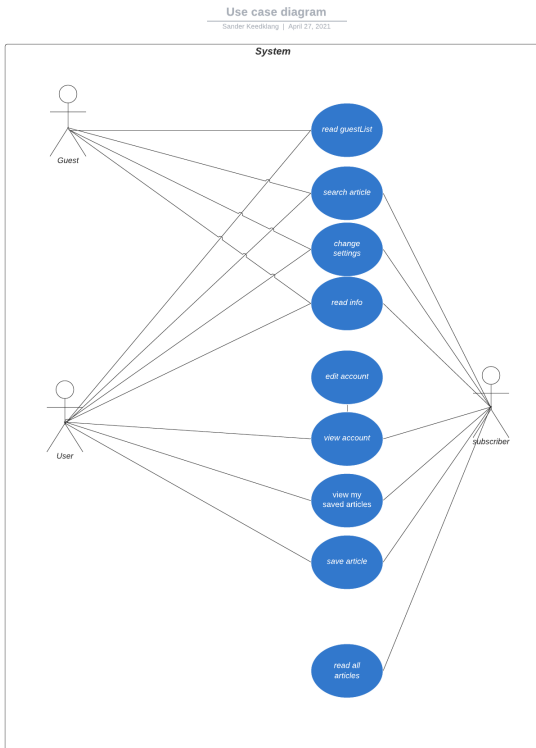 Use case diagram
Sander Keedklang | April 27, 2021
System
Guest
read guestList
search article
change
settings
read info
edit account
User
view account
subscriber
view my
saved articles
save article
read all
articles